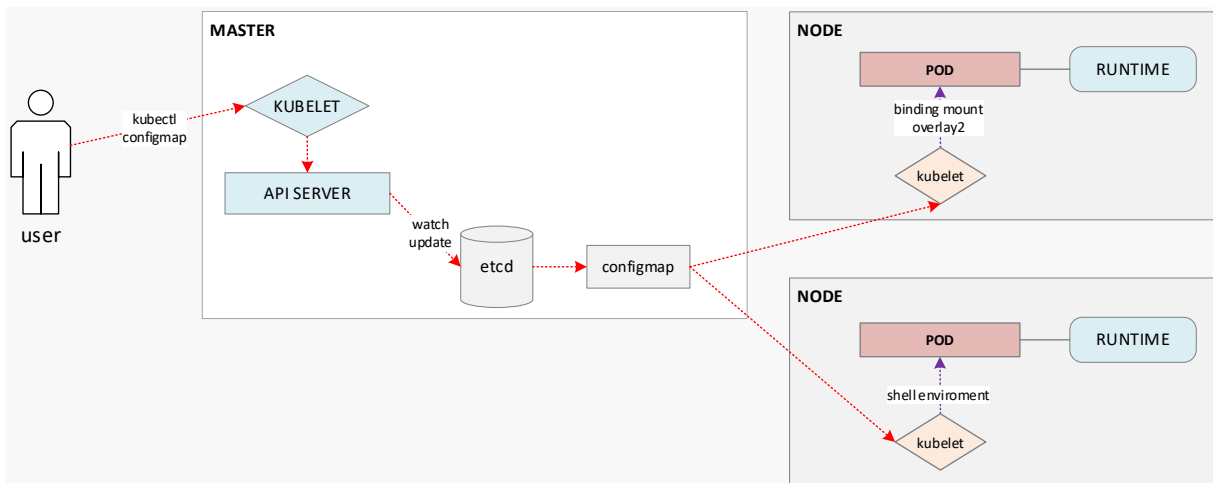 MASTER
KUBELET
kubectl
configmap
API SERVER
user
watch
update
etcd
configmap
NODE
POD
RUNTIME
binding mount
overlay2
kubelet
NODE
POD
RUNTIME
shell enviroment
kubelet